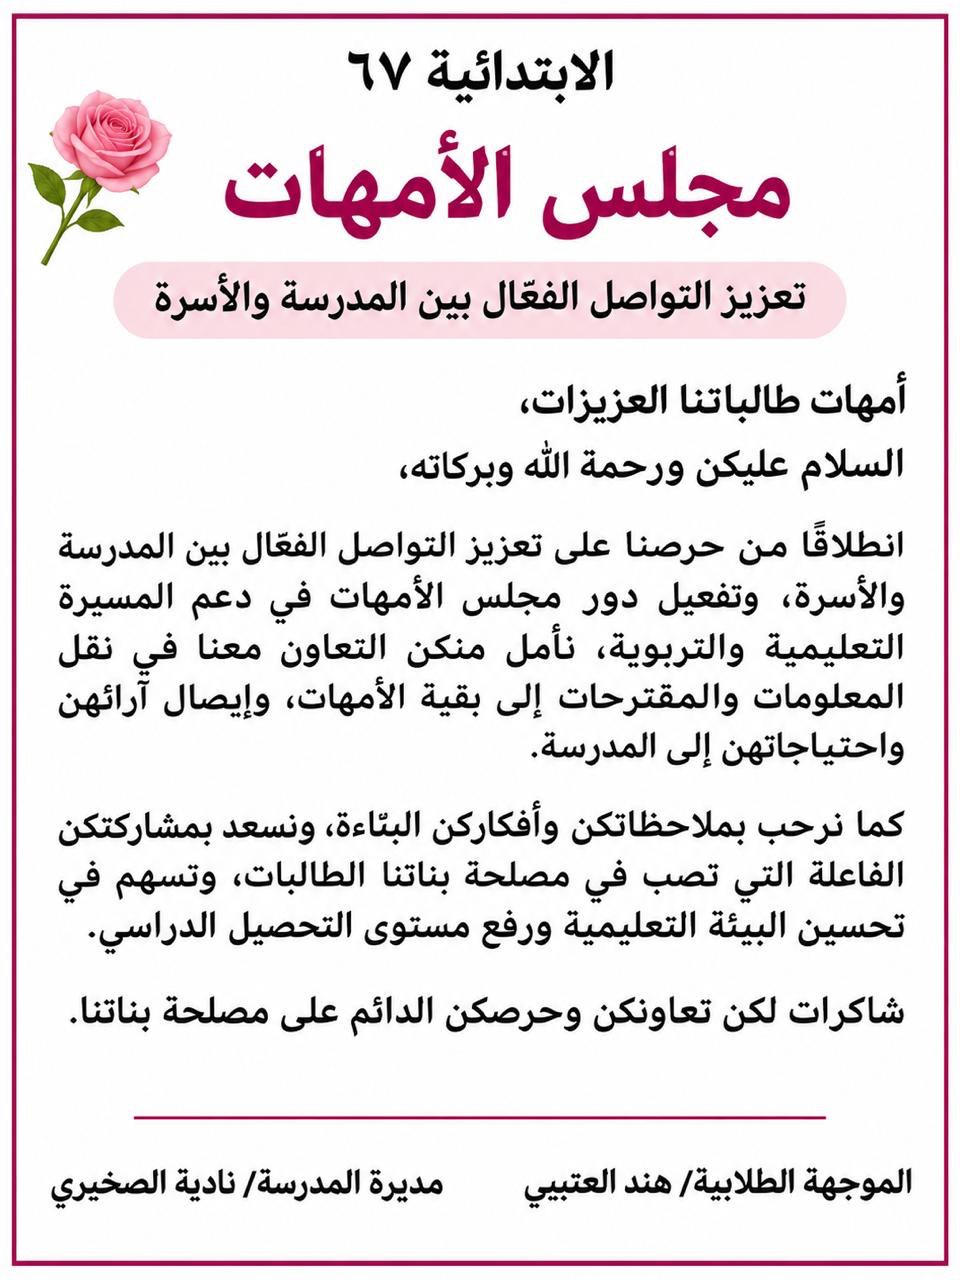 الابتدائية ٦٧
مجلس الأمهات
تعزيز التواصل الفعّال بين المدرسة والأسرة
أمهات طالباتنا العزيزات،
السلام عليكن ورحمة الله وبركاته،
انطلاقًا من حرصنا على تعزيز التواصل الفعّال بين المدرسة
والأسرة، وتفعيل دور مجلس الأمهات في دعم المسيرة
التعليمية والتربوية، نأمل منكن التعاون معنا في نقل
المعلومات والمقترحات إلى بقية الأمهات، وإيصال آرائهن
واحتياجاتهن إلى المدرسة.
كما نرحب بملاحظاتكن وأفكاركن البنّاءة، ونسعد بمشاركتكن
الفاعلة التي تصب في مصلحة بناتنا الطالبات، وتسهم في
تحسين البيئة التعليمية ورفع مستوى التحصيل الدراسي.
شاكرات لكن تعاونكن وحرصكن الدائم على مصلحة بناتنا.
الموجهة الطلابية/ هند العتبيي
مديرة المدرسة/ نادية الصخيري